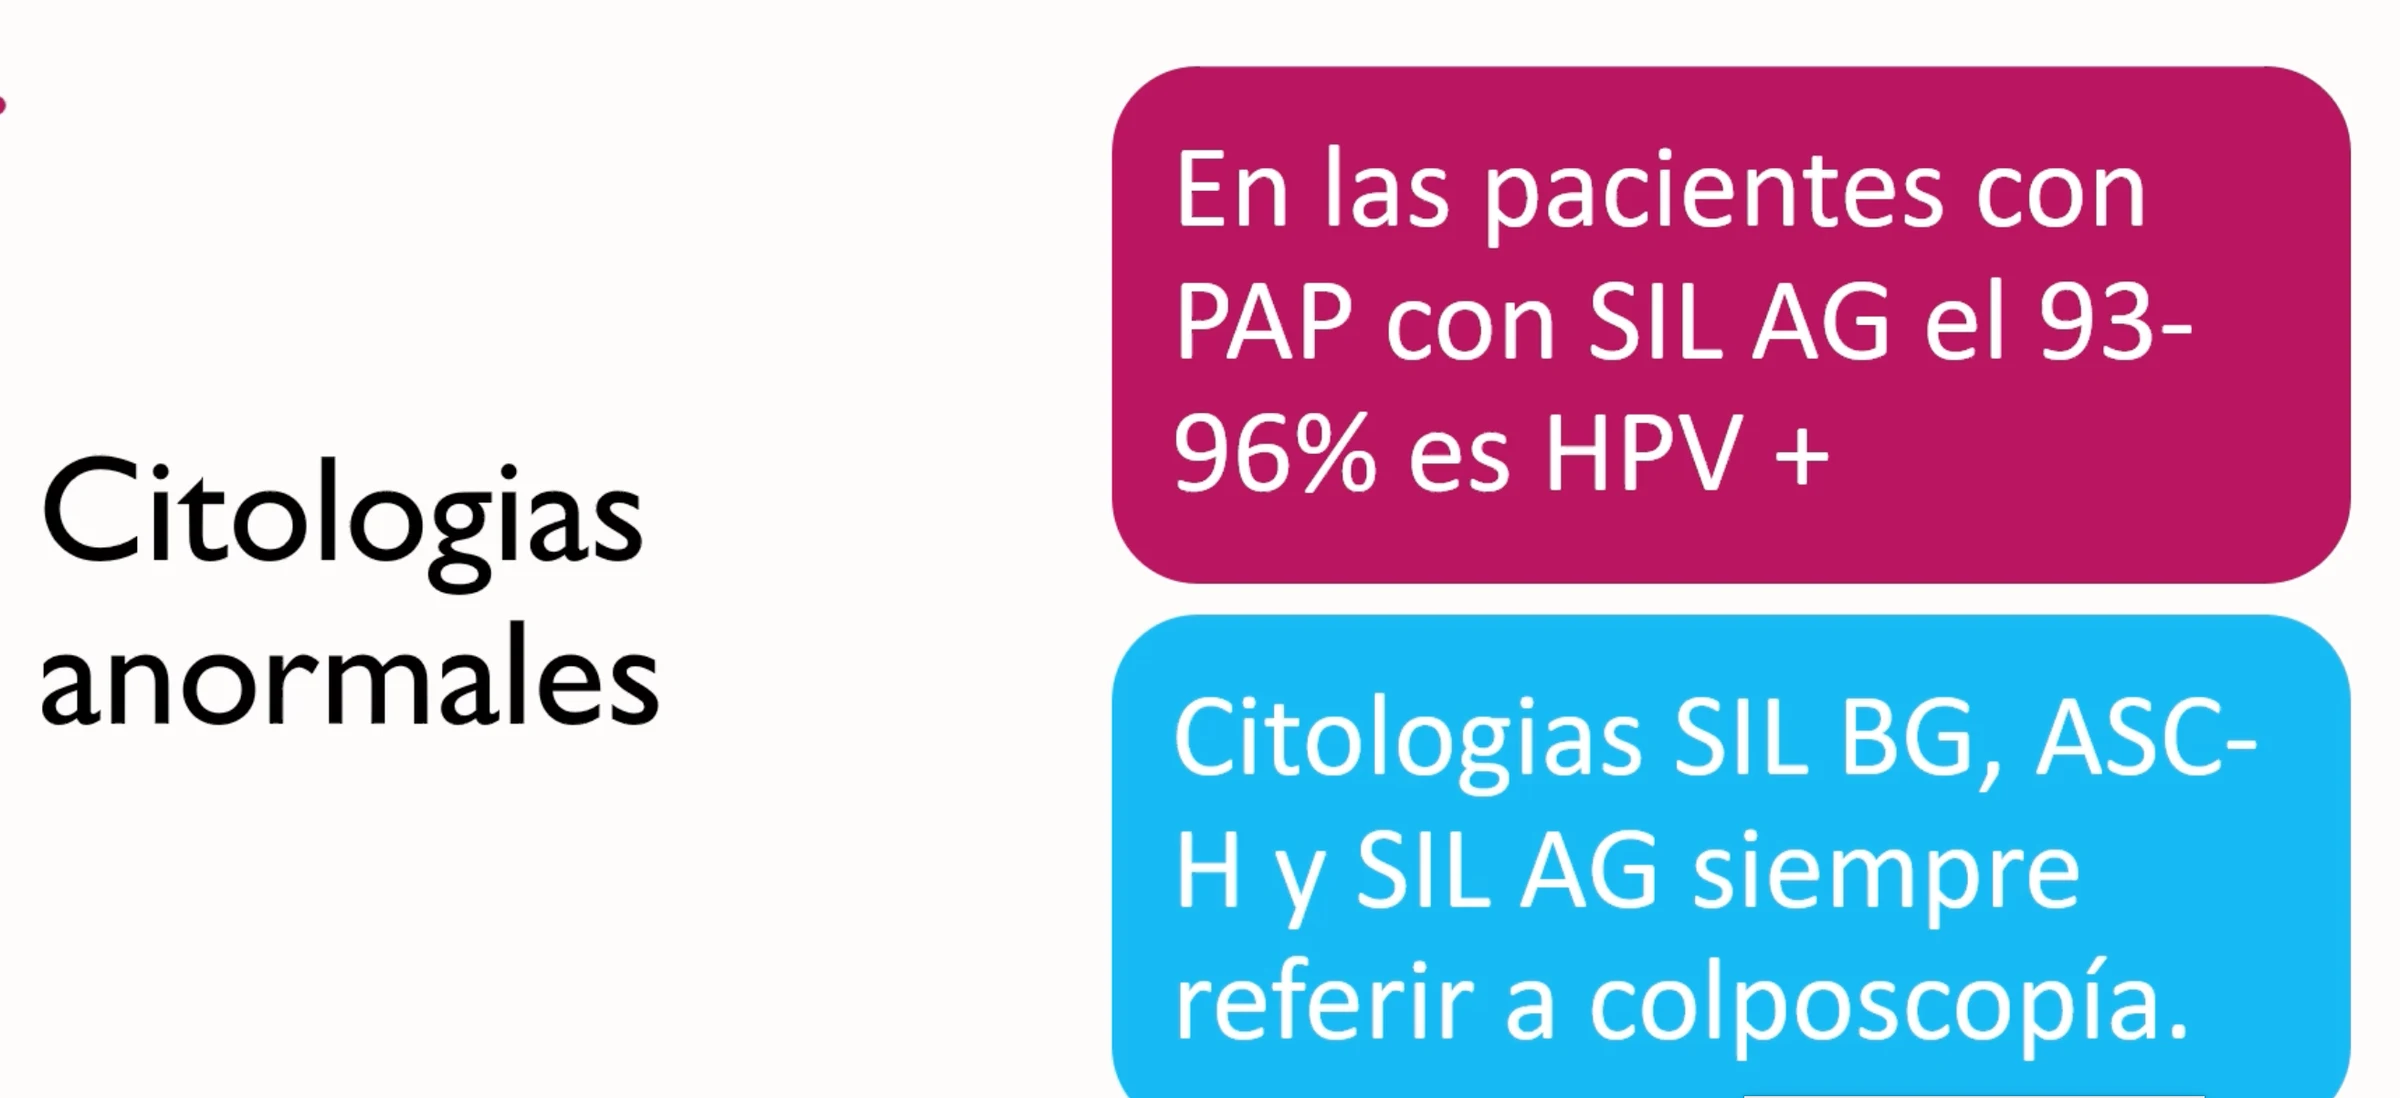 Citologias
anormales
En las pacientes con
PAP con SIL AG el 93-
96% es HPV +
Citologias SIL BG, ASC-
H y SIL AG siempre
referir a colposcopía.